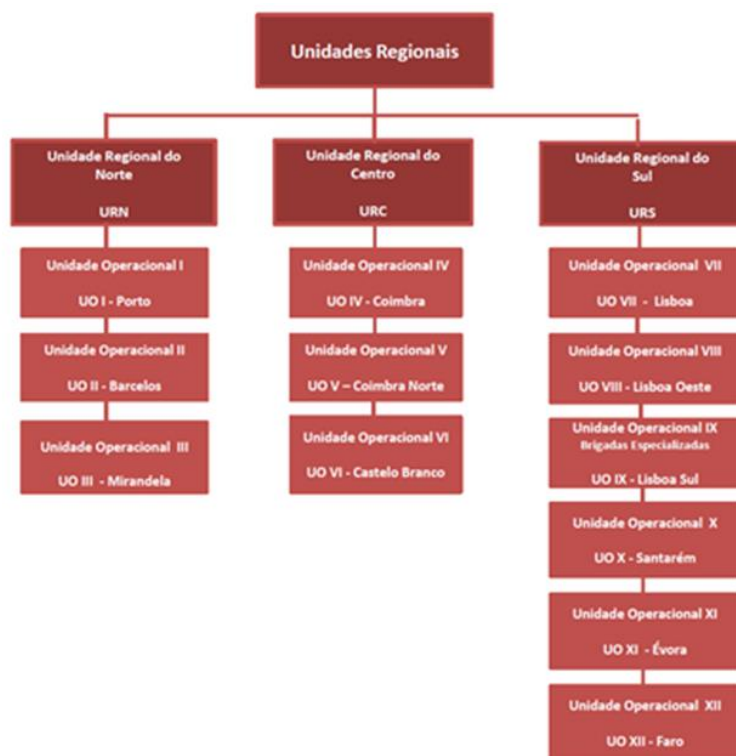 Unidades Regionais
Unidade Regional do
Norte
URN
Unidade Operacional I
UO I - Porto
Unidade Operacional II
UO II - Barcelos
Unidade Operacional III
UO III - Mirandela
Unidade Regional do
Centro
URC
Unidade Operacional IV
UO IV - Coimbra
Unidade Operacional V
UO V – Coimbra Norte
Unidade Operacional VI
UO VI - Castelo Branco
Unidade Regional do
Sul
URS
Unidade Operacional VII
UO VII - Lisboa
Unidade Operacional VIII
UO VIII - Lisboa Oeste
Unidade Operacional IX
Brigadas Especializadas
UO IX - Lisboa Sul
Unidade Operacional X
UO X - Santarém
Unidade Operacional XI
UO XI - Évora
Unidade Operacional XII
UO XII - Faro